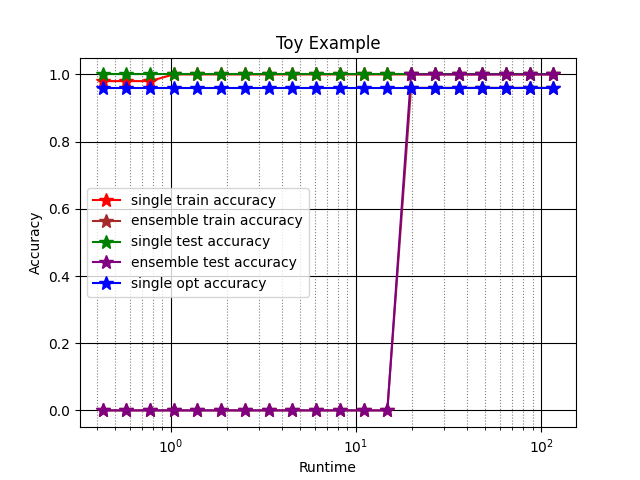 Toy Example
1.0
0.8
0.6
0.4
0.2
0.0
Accuracy
single train accuracy
ensemble train accuracy
single test accuracy
ensemble test accuracy
single opt accuracy
10⁰
10¹
10²
Runtime